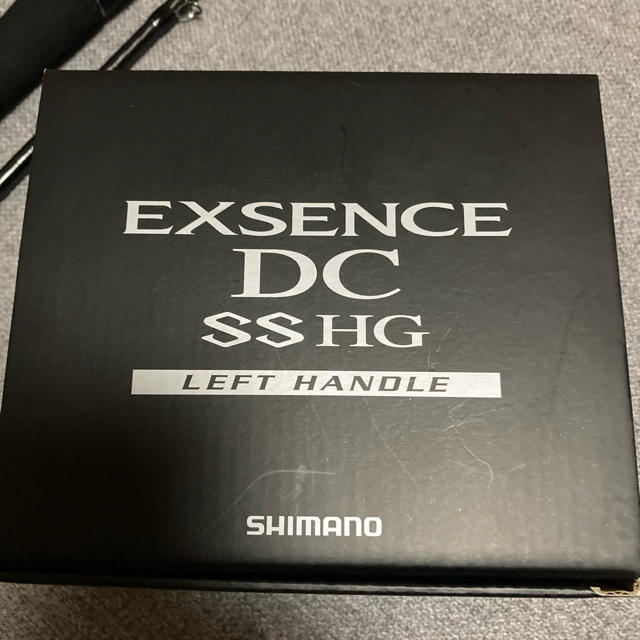 EXSENCE
DC
SS HG
LEFT HANDLE
SHIMANO